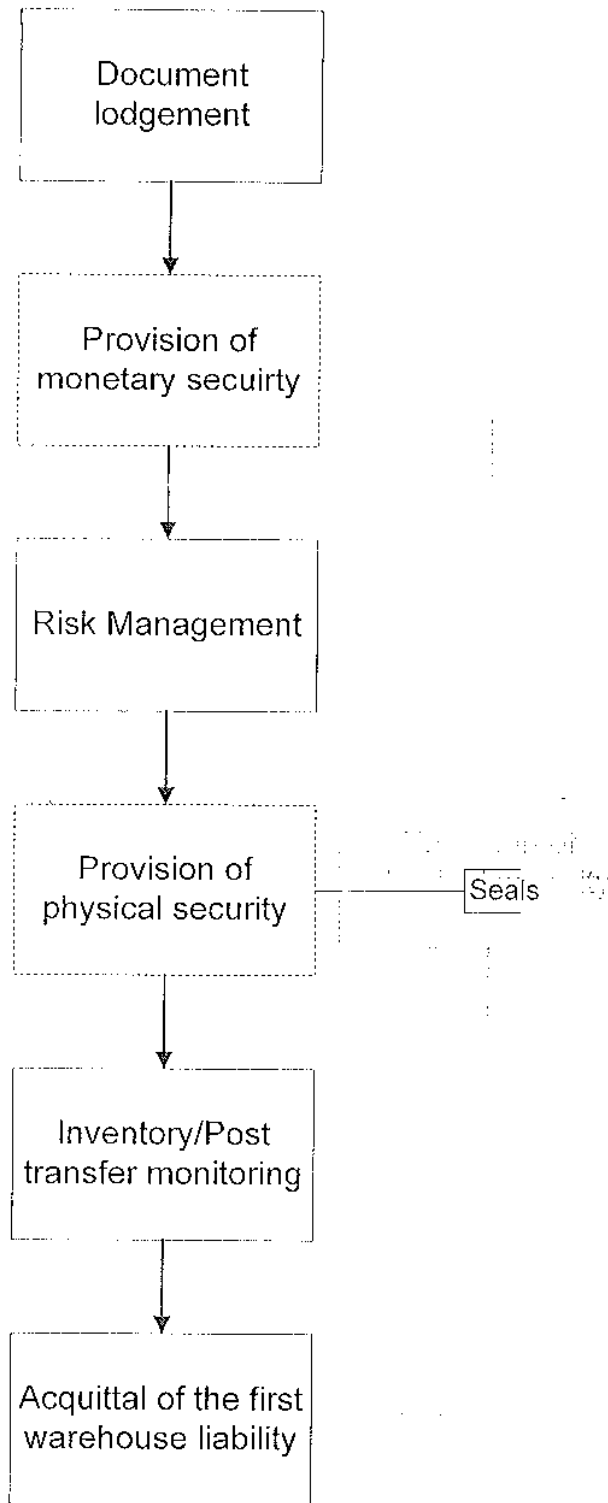 Document
lodgement
Provision of
monetary secuirty
Risk Management
Provision of
physical security
Seals
Inventory/Post
transfer monitoring
Acquittal of the first
warehouse liability